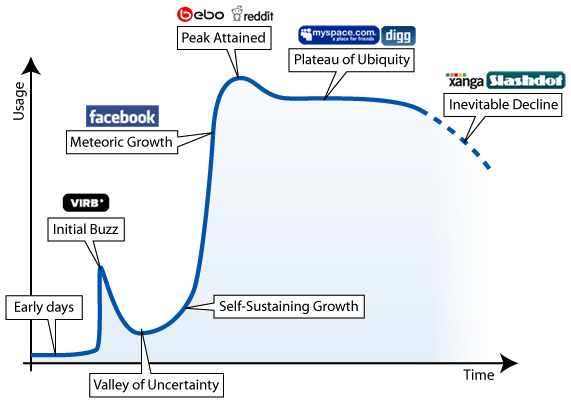 bebo reddit
Peak Attained
myspace.com. digg
a place for friends
Plateau of Ubiquity
xanga Slashdot
Inevitable Decline
Usage
facebook
Meteoric Growth
VIRB
Initial Buzz
Early days
Self-Sustaining Growth
Valley of Uncertainty
Time